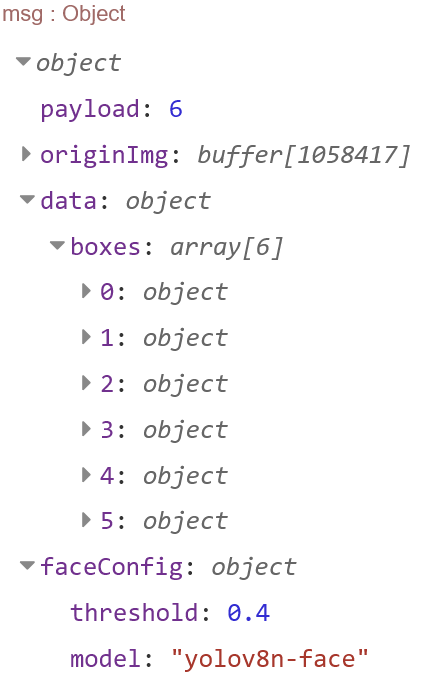 msg : Object
object
payload: 6
originImg: buffer[1058417]
data: object
boxes: array[6]
0: object
1: object
2: object
3: object
4: object
5: object
faceConfig: object
threshold: 0.4
model: "yolov8n-face"